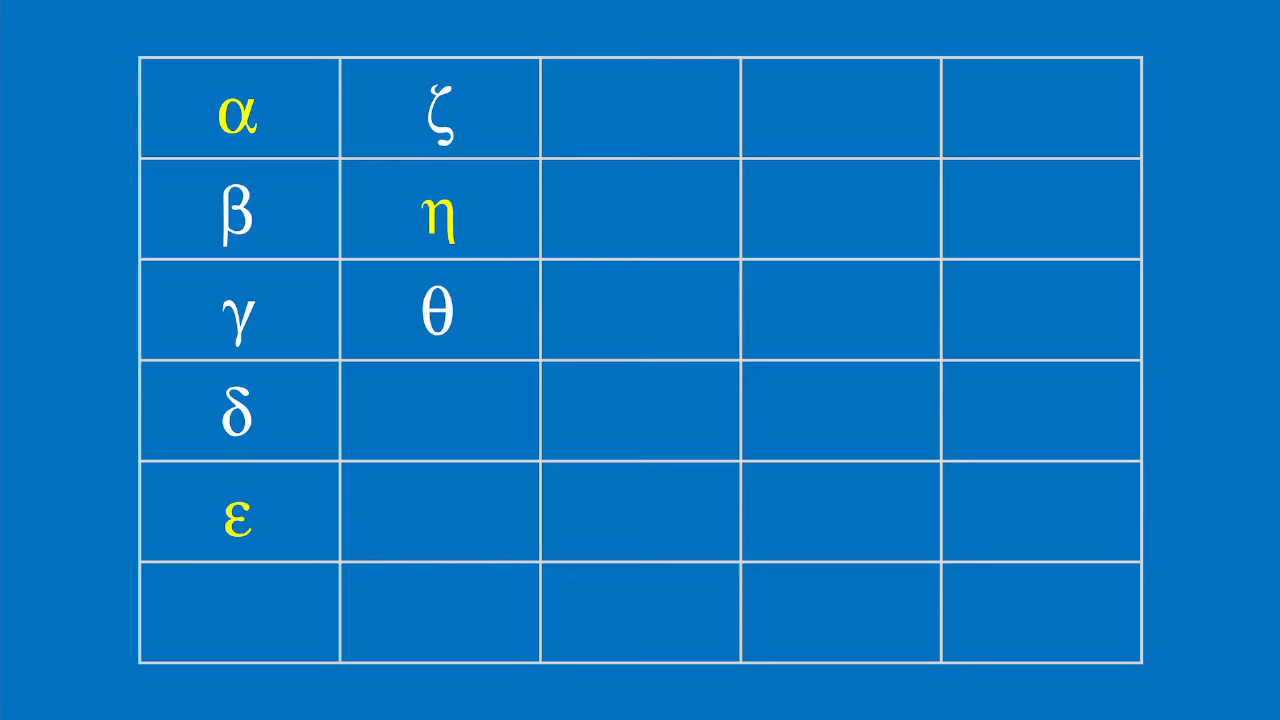 α ζ
β η
γ θ
δ
ε